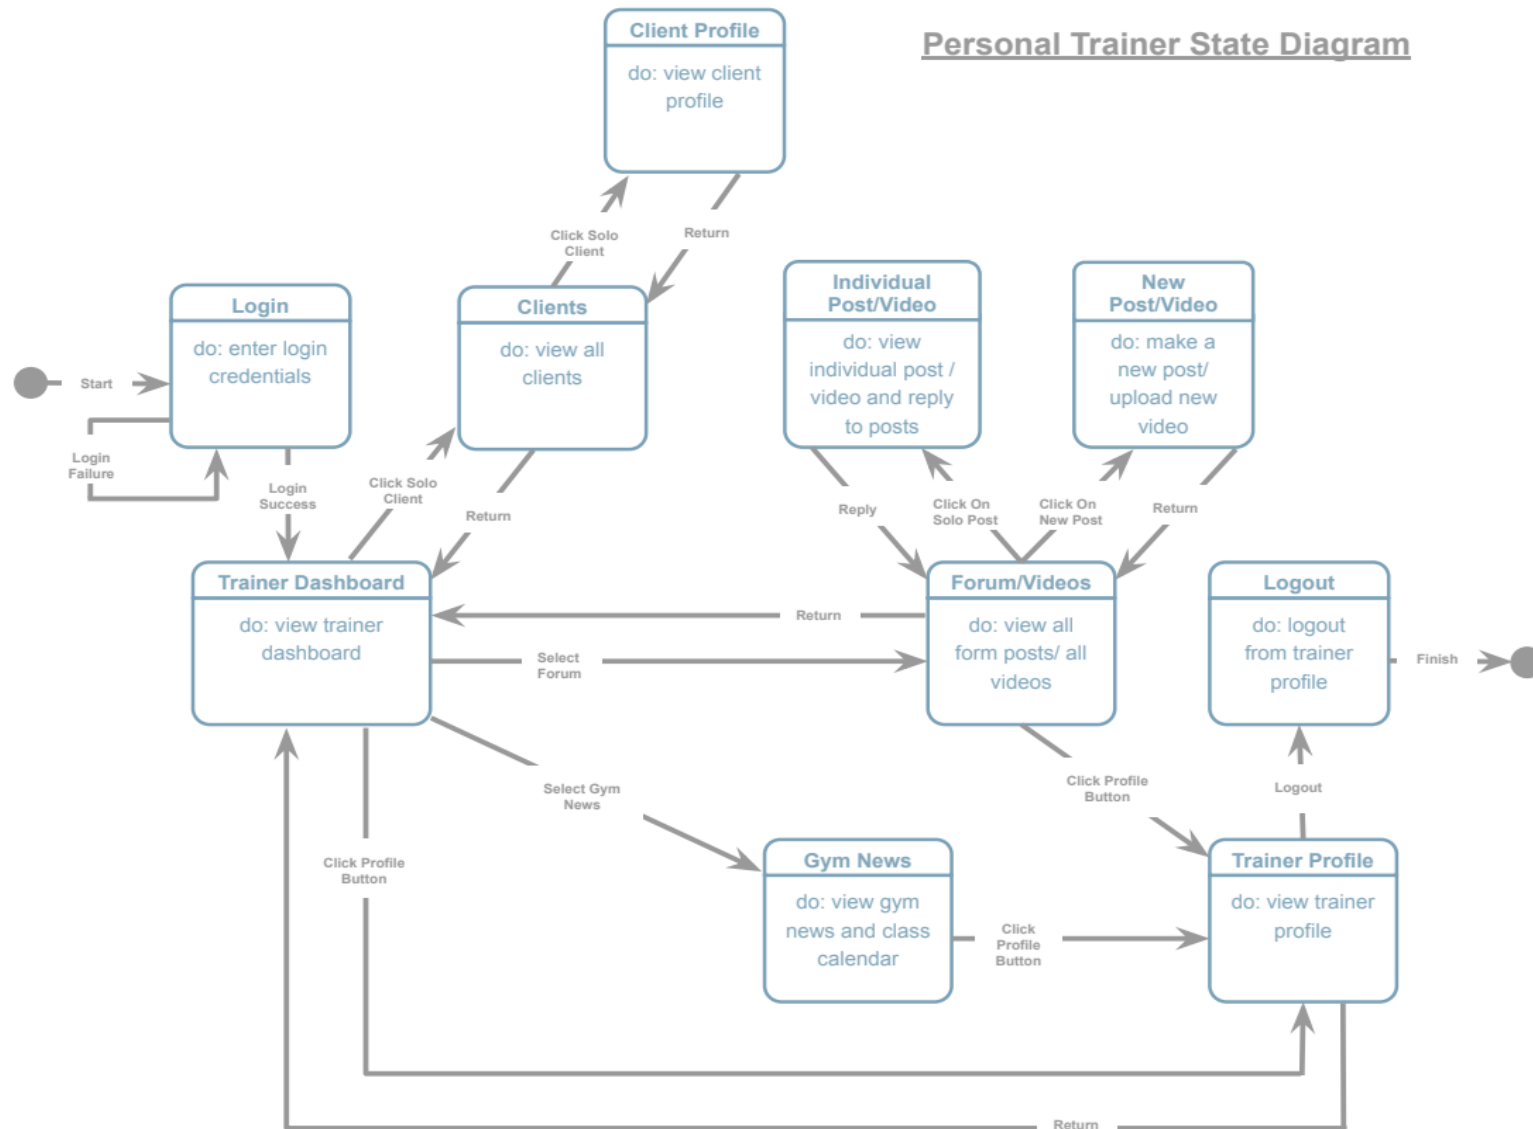 Personal Trainer State Diagram
Client Profile
do: view client
profile
Click Solo
Client
Return
Login
do: enter login
credentials
Start
Login
Failure
Login
Success
Clients
do: view all
clients
Click Solo
Client
Return
Individual
Post/Video
do: view
individual post /
video and reply
to posts
New
Post/Video
do: make a
new post/
upload new
video
Reply
Click On
Solo Post
Click On
New Post
Return
Trainer Dashboard
do: view trainer
dashboard
Return
Select
Forum
Forum/Videos
do: view all
form posts/ all
videos
Logout
do: logout
from trainer
profile
Finish
Select Gym
News
Click Profile
Button
Logout
Click Profile
Button
Gym News
do: view gym
news and class
calendar
Click
Profile
Button
Trainer Profile
do: view trainer
profile
Return